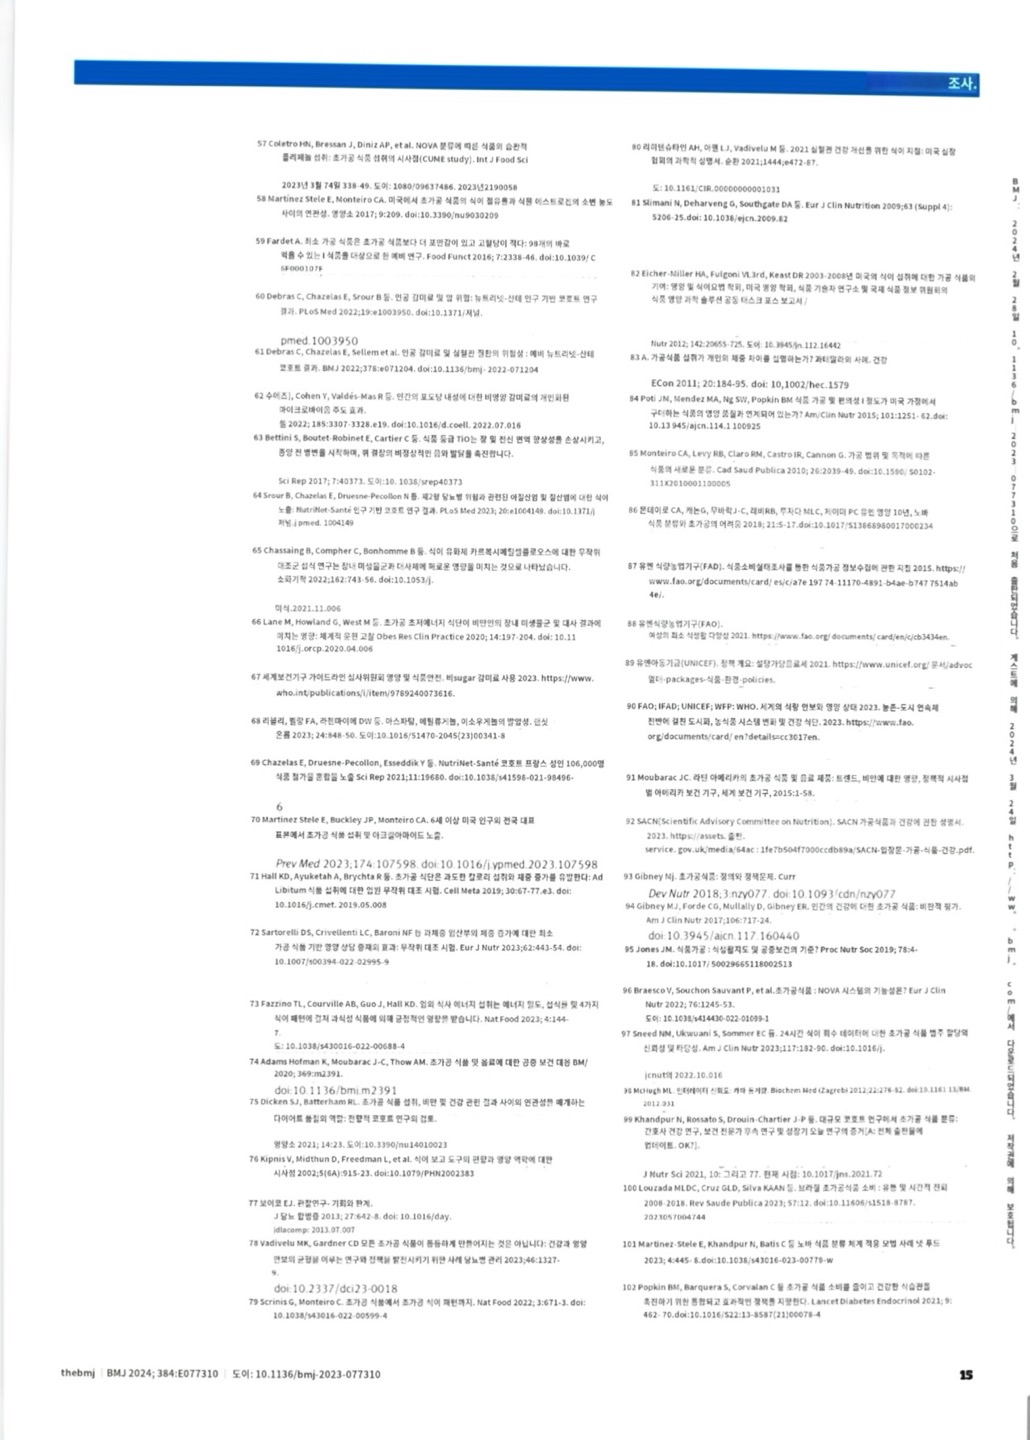 조사.
57 Coletro HN, Bressan J, Diniz AP, et al. NOVA 분류에 따른 식품의 습관적
폴리페놀 섭취: 초가공 식품 섭취의 시사점(CUME study). Int J Food Sci
2023년 3월 74일 338-49. 도이: 1080/09637486. 2023년2190058
58 Martínez Stele E, Monteiro CA. 미국에서 초가공 식품의 식이 점유율과 식물 에스트로겐의 소변 농도
사이의 연관성. 영양소 2017; 9:209. doi:10.3390/nu9030209
59 Fardet A. 최소 가공 식품은 초가공 식품보다 더 포만감이 있고 고혈당이 적다: 98개의 바로
먹을 수 있는 I 식품를 대상으로 한 예비 연구. Food Funct 2016; 7:2338-46. doi:10.1039/ C
5F000107F
60 Debras C, Chazelas E, Srour B 등. 인공 감미료 및 암 위험: 뉴트리넷-산테 인구 기반 코호트 연구
결과. PLoS Med 2022;19:e1003950. doi:10.1371/저널.
pmed.1003950
61 Debras C, Chazelas E, Sellem et al. 인공 감미료 및 심혈관 질환의 위험성 : 예비 뉴트리넷-산테
코호트 결과. BMJ 2022;378:e071204. doi:10.1136/bmj- 2022-071204
62 수에즈J, Cohen Y, Valdés-Mas R 등. 인간의 포도당 내성에 대한 비영양 감미료의 개인화된
마이크로바이옴 주도 효과.
셀 2022; 185:3307-3328.e19. doi:10.1016/d.coell. 2022.07.016
63 Bettini S, Boutet-Robinet E, Cartier C 등. 식품 등급 TiO는 장 및 전신 면역 항상성를 손상시키고,
종양 전 병변를 시작하며, 쥐 결장의 비정상적인 음와 발달를 촉진합니다.
Sci Rep 2017; 7:40373. 도이: 10. 1038/srep40373
64 Srour B, Chazelas E, Druesne-Pecollon N 등. 제2형 당뇨병 위험과 관련된 아질산염 및 질산염에 대한 식이
노출: NutriNet-Santé 인구 기반 코호트 연구 결과. PLoS Med 2023; 20:e1004149. doi:10.1371/j
저널.j pmed. 1004149
65 Chassaing B, Compher C, Bonhomme B 등. 식이 유화제 카르복시메틸셀룰로오스에 대한 무작위
대조군 섭식 연구는 장내 미생물군과 대사체에 해로운 영향을 미치는 것으로 나타났습니다.
소화기학 2022;162:743-56. doi:10.1053/j.
미식.2021.11.006
66 Lane M, Howland G, West M 등. 초가공 초저에너지 식단이 비만인의 장내 미생물군 및 대사 결과에
미치는 영향: 체계적 문헌 고찰 Obes Res Clin Practice 2020; 14:197-204. doi: 10.11
1016/j.orcp.2020.04.006
67 세계보건기구 가이드라인 심사위원회 영양 및 식품안전. 비sugar 감미료 사용 2023. https://www.
who.int/publications/i/item/9789240073616.
68 리블리, 벌랑 FA, 라친마이에 DW 등. 아스파탐, 메틸류게놀, 이소우게놀의 발암성. 란싯
온콜 2023; 24:848-50. 도이:10.1016/51470-2045(23)00341-8
69 Chazelas E, Druesne-Pecollon, Esseddik Y 등. NutriNet-Santé 코호트 프랑스 성인 106,000명
식품 첨가물 혼합물 노출 Sci Rep 2021;11:19680. doi:10.1038/s41598-021-98496-
6
70 Martinez Stele E, Buckley JP, Monteiro CA. 6세 이상 미국 인구의 전국 대표
표본에서 초가공 식품 섭취 및 아크릴아마이드 노출.
Prev Med 2023;174:107598. doi:10.1016/j.ypmed.2023.107598
71 Hall KD, Ayuketah A, Brychta R 등. 초가공 식단은 과도한 칼로리 섭취와 체중 증가를 유발한다: Ad
Libitum 식품 섭취에 대한 입원 무작위 대조 시험. Cell Meta 2019; 30:67-77.e3. doi:
10.1016/j.cmet. 2019.05.008
72 Sartorelli DS, Crivellenti LC, Baroni NF 등 과체중 임산부의 체중 증가에 대한 최소
가공 식품 기반 영양 상담 중재의 효과: 무작위 대조 시험. Eur J Nutr 2023;62:443-54. doi:
10.1007/s00394-022-02995-9
73 Fazzino TL, Courville AB, Guo J, Hall KD. 임의 식사 에너지 섭취는 에너지 밀도, 섭식률 및 4가지
식이 패턴에 걸쳐 과식성 식품에 의해 긍정적인 영향을 받습니다. Nat Food 2023; 4:144-
7.
도: 10.1038/s430016-022-00688-4
74 Adams Hofman K, Moubarac J-C, Thow AM. 초가공 식품 및 음료에 대한 공중 보건 대응 BM/
2020; 369:m2391.
doi:10.1136/bmi.m2391
75 Dicken SJ, Batterham RL. 초가공 식품 섭취, 비만 및 건강 관련 결과 사이의 연관성를 매개하는
다이어트 품질의 역할: 전향적 코호트 연구의 검토.
영양소 2021; 14:23. 도이:10.3390/nu14010023
76 Kipnis V, Midthun D, Freedman L, et al. 식이 보고 도구의 편향과 영양 역학에 대한
시사점 2002;5(6A):915-23. doi:10.1079/PHN2002383
77 보이코 EJ. 관찰연구- 기회와 한계.
J 당뇨 합병증 2013; 27:642-8. doi: 10.1016/day.
jdlacomp: 2013.07.007
78 Vadivelu MK, Gardner CD 모든 초가공 식품이 동등하게 만들어지는 것은 아닙니다: 건강과 영양
안보의 균형을 이루는 연구와 정책을 발전시키기 위한 사례 당뇨병 관리 2023;46:1327-
9.
doi:10.2337/dci23-0018
79 Scrinis G, Monteiro C. 초가공 식품에서 초가공 식이 패턴까지. Nat Food 2022; 3:671-3. doi:
10.1038/s43016-022-00599-4
80 리히텐슈타인 AH, 아펠 LJ, Vadivelu M 등. 2021 심혈관 건강 개선를 위한 식이 지침: 미국 심장
협회의 과학적 성명서. 순환 2021;1444;e472-87.
도: 10.1161/CIR.00000000001031
81 Slimani N, Deharveng G, Southgate DA 등. Eur J Clin Nutrition 2009;63 (Suppl 4):
5206-25.doi: 10.1038/ejcn.2009.82
82 Eicher-Miller HA, Fulgoni VL3rd, Keast DR 2003-2008년 미국의 식이 섭취에 대한 가공 식품의
기여: 영양 및 식이요법 학회, 미국 영양 학회, 식품 기술자 연구소 및 국제 식품 정보 위원회의
식품 영양 과학 솔루션 공동 태스크 포스 보고서 /
Nutr 2012; 142:20655-725. 도이: 10.3945/jn.112.16442
83 A. 가공식품 섭취가 개인의 체중 차이를 설명하는가? 과테말라의 사례. 건강
ECon 2011; 20:184-95. doi: 10,1002/hec.1579
84 Poti JN, Mendez MA, Ng SW, Popkin BM 식품 가공 및 편의성 I 정도가 미국 가정에서
구매하는 식품의 영양 품질과 연계되어 있는가? Am/Clin Nutr 2015; 101:1251- 62.doi:
10.13 945/ajcn.114.1 100925
85 Monteiro CA, Levy RB, Claro RM, Castro IR, Cannon G. 가공 범위 및 목적에 따른
식품의 새로운 분류. Cad Saud Publica 2010; 26:2039-49. doi:10.1590/ S0102-
311X2010001100005
86 몬테이로 CA, 캐논G, 무바락J-C, 레비RB, 루자다 MLC, 자이미 PC 유엔 영양 10년, 노바
식품 분류와 초가공의 어려움 2018; 21:5-17.doi:10.1017/S13668980017000234
87 유엔 식량농업기구(FAD). 식품소비실태조사를 통한 식품가공 정보수집에 관한 지침 2015. https://
www.fao.org/documents/card/ es/c/a7e 197 74-11170-4891-b4ae-b747 7514ab
4e/.
88 유엔식량농업기구(FAO).
여성의 최소 식생활 다양성 2021. https://www.fao.org/ documents/card/en/c/cb3434en.
89 유엔아동기금(UNICEF). 정책 개요: 설탕가당음료세 2021. https://www.unicef.org/ 문서/advoc
멀더-packages-식품-환경-policies.
90 FAO; IFAD; UNICEF; WFP: WHO. 세계의 식량 안보와 영양 상태 2023. 농촌-도시 연속체
전반에 걸친 도시화, 농식품 시스템 변화 및 건강 식단. 2023. https://www.fao.
org/documents/card/ en?details=cc3017en.
91 Moubarac JC. 라틴 아메리카의 초가공 식품 및 음료 제품: 트렌드, 비만에 대한 영향, 정책적 시사점
범 아메리카 보건 기구, 세계 보건 기구, 2015:1-58.
92 SACN(Scientific Advisory Committee on Nutrition). SACN 가공식품과 건강에 관한 성명서.
2023. https://assets. 출판.
service. gov.uk/media/64ac : 1fe7b504f7000ccdb89a/SACN-입장문-가공-식품-건강.pdf.
93 Gibney Nj. 초가공식품: 정의와 정책문제. Curr
Dev Nutr 2018;3:nzy077. doi:10.1093/cdn/nzy077
94 Gibney MJ, Forde CG, Mullally D, Gibney ER. 인간의 건강에 대한 초가공 식품: 비판적 평가.
Am J Clin Nutr 2017;106:717-24.
doi:10.3945/ajcn.117.160440
95 Jones JM. 식품가공 : 식생활지도 및 공중보건의 기준? Proc Nutr Soc 2019; 78:4-
18. doi:10.1017/ 50029665118002513
96 Braesco V, Souchon Sauvant P, et al.초가공식품 : NOVA 시스템의 기능성은? Eur J Clin
Nutr 2022; 76:1245-53.
도이: 10.1038/s414430-022-01099-1
97 Sneed NM, Ukwuani S, Sommer EC 등. 24시간 식이 회수 데이터에 대한 초가공 식품 범주 할당의
신뢰성 및 타당성. Am J Clin Nutr 2023;117:182-90. doi:10.1016/j.
jcnut의 2022.10.016
98 McHugh ML. 인터레이터 신뢰도: 카파 통계량. Biochem Med (Zagreb) 2012;22:276-82. doi:10.1161 13/BM.
2012.031
99 Khandpur N, Rossato S, Drouin-Chartier J-P 등. 대규모 코호트 연구에서 초가공 식품 분류:
간호사 건강 연구, 보건 전문가 후속 연구 및 성장기 오늘 연구의 증거[A: 전체 출판물에
업데이트. OK?].
J Nutr Sci 2021, 10: 그리고 77. 현재 시점: 10.1017/jns.2021.72
100 Louzada MLDC, Cruz GLD, Silva KAAN 등. 브라질 초가공식품 소비 : 유통 및 시간적 진화
2008-2018. Rev Saude Publica 2023; 57:12. doi:10.11606/s1518-8787.
2023057004744
101 Martinez-Stele E, Khandpur N, Batis C 등 노바 식품 분류 체계 적용 모범 사례 냇 푸드
2023; 4:445- 8.doi:10.1038/s43016-023-00779-w
102 Popkin BM, Barquera S, Corvalan C 등 초가공 식품 소비를 줄이고 건강한 식습관를
촉진하기 위한 통합되고 효과적인 정책를 지향한다. Lancet Diabetes Endocrinol 2021; 9:
462- 70.doi:10.1016/S22:13-8587(21)00078-4
BMJ: 2024년 2월 28일 10.1136/bmj 2023 077310으로 처음 출판되었습니다. 게스트에 의해 2024년 3월 24일 http://www.bmj.com/에서 다운로드되었습니다. 저작권에 의해 보호됩니다.
thebmj | BMJ 2024; 384:E077310 | 도이: 10.1136/bmj-2023-077310
15